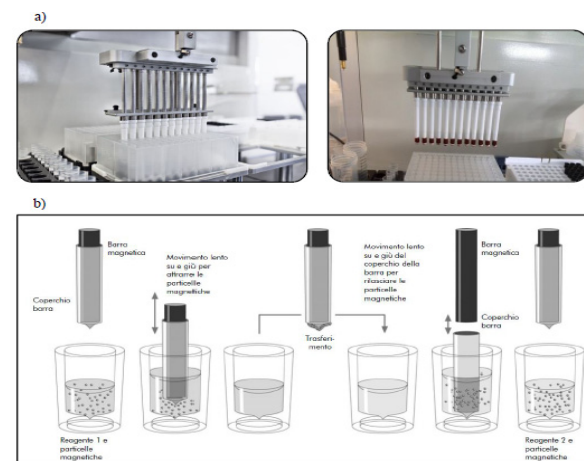 a)
b)
Barra
magnetica
Coperchio
barra
Reagente 1 e
particelle
magnetiche
Movimento lento
su e giù per
attrarre le
particelle
magnetiche
Trasferi-
mento
Movimento lento
su e giù del
coperchio della
barra per
rilasciare le
particelle
magnetiche
Barra
magnetica
Coperchio
barra
Reagente 2 e
particelle
magnetiche